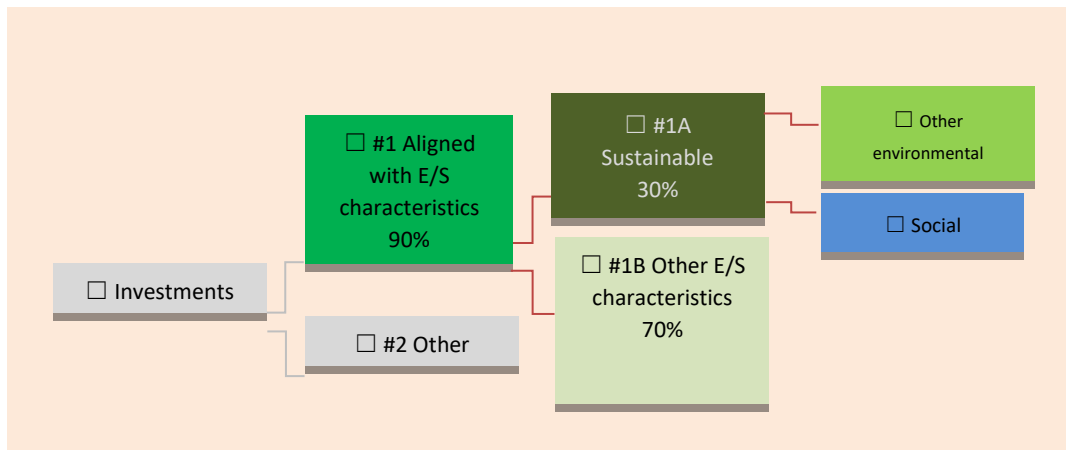 ☐ Investments
☐ #1 Aligned
with E/S
characteristics
90%
☐ #2 Other
☐ #1A
Sustainable
30%
☐ #1B Other E/S
characteristics
70%
☐ Other
environmental
☐ Social